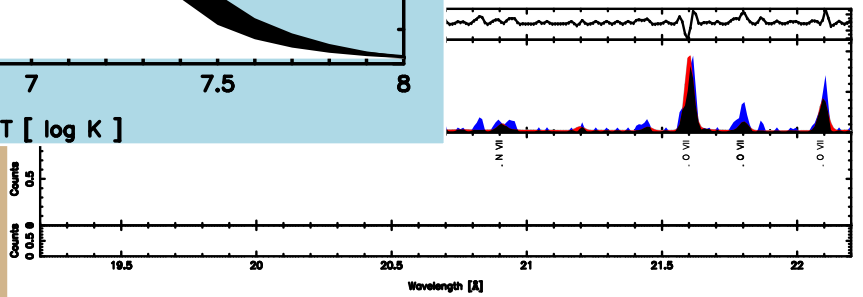 7 7.5 8
T [ log K ]
. N VII . O VII . O VII . O VII
Counts
0.5
Counts
0 0.5
19.5 20 20.5 21 21.5 22
Wavelength [Å]